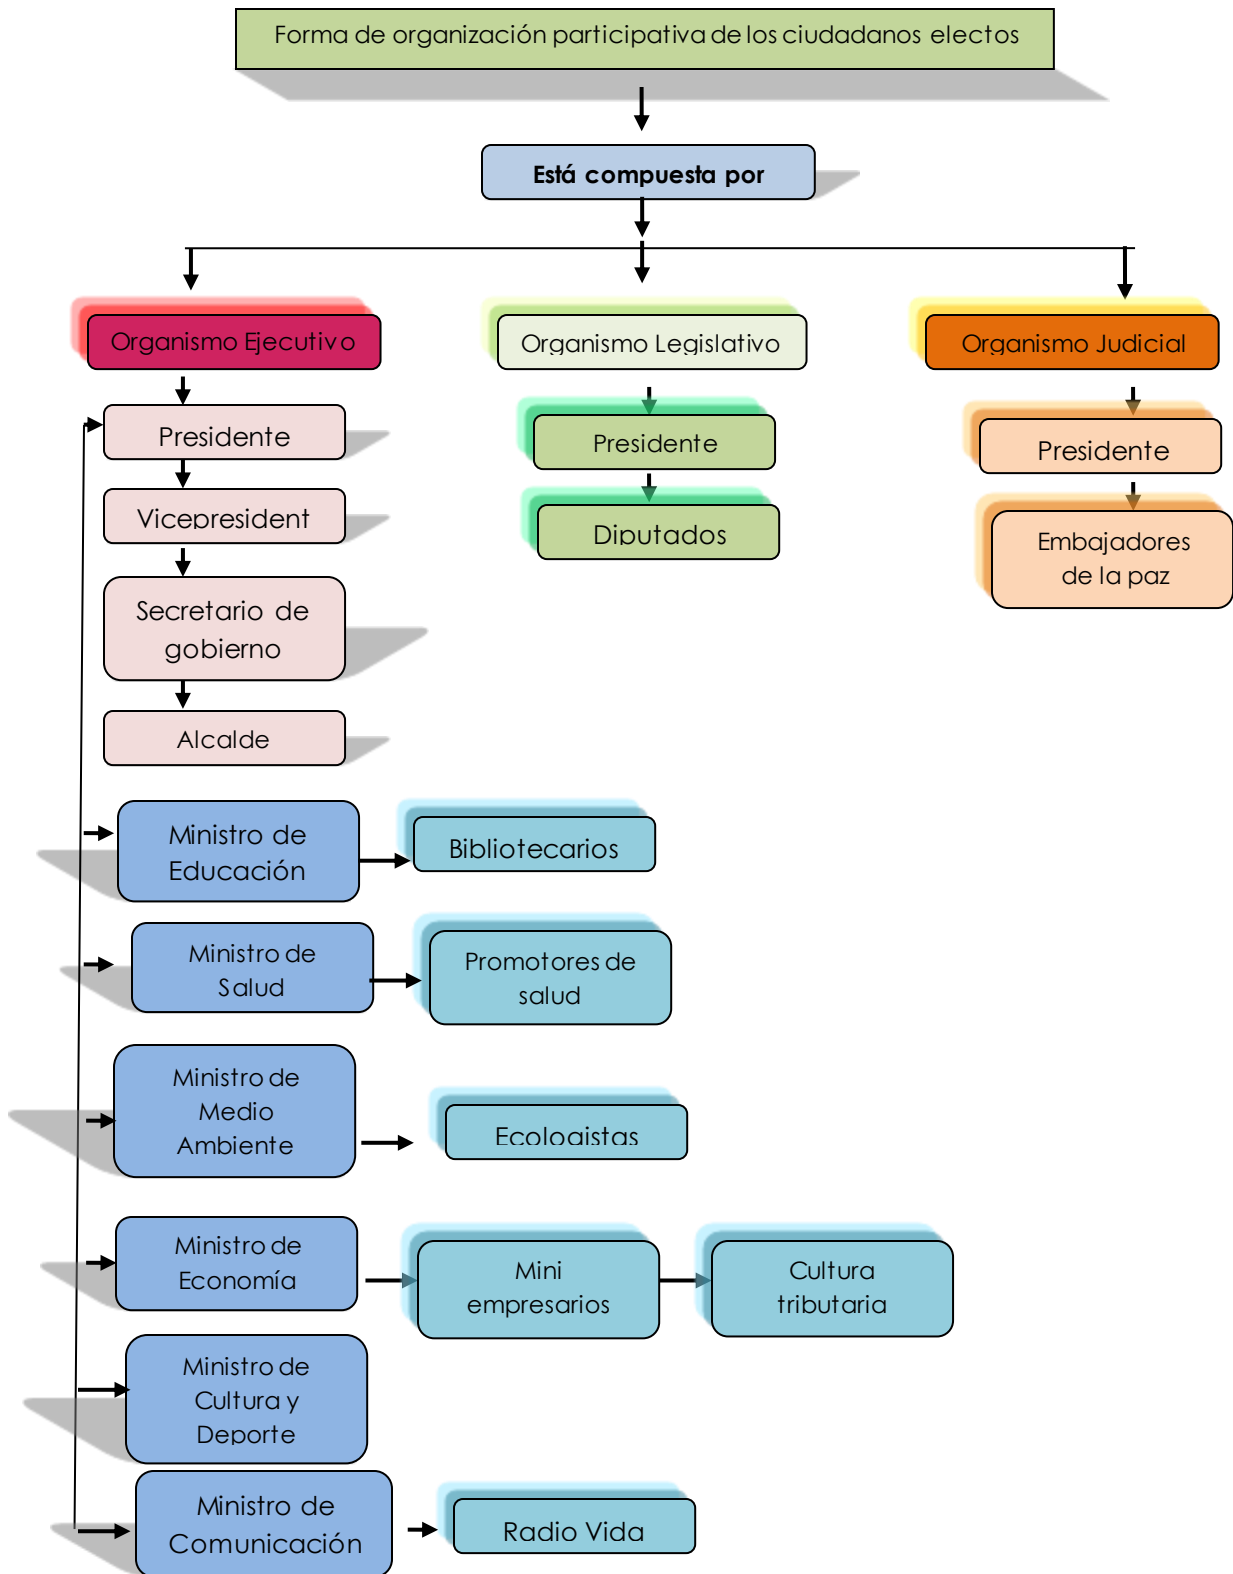 Forma de organización participativa de los ciudadanos electos
Está compuesta por
Organismo Ejecutivo
Organismo Legislativo
Organismo Judicial
Presidente
Vicepresident
Secretario de
gobierno
Alcalde
Presidente
Diputados
Presidente
Embajadores
de la paz
Ministro de
Educación
Bibliotecarios
Ministro de
Salud
Promotores de
salud
Ministro de
Medio
Ambiente
Ecologistas
Ministro de
Economía
Mini
empresarios
Cultura
tributaria
Ministro de
Cultura y
Deporte
Ministro de
Comunicación
Radio Vida